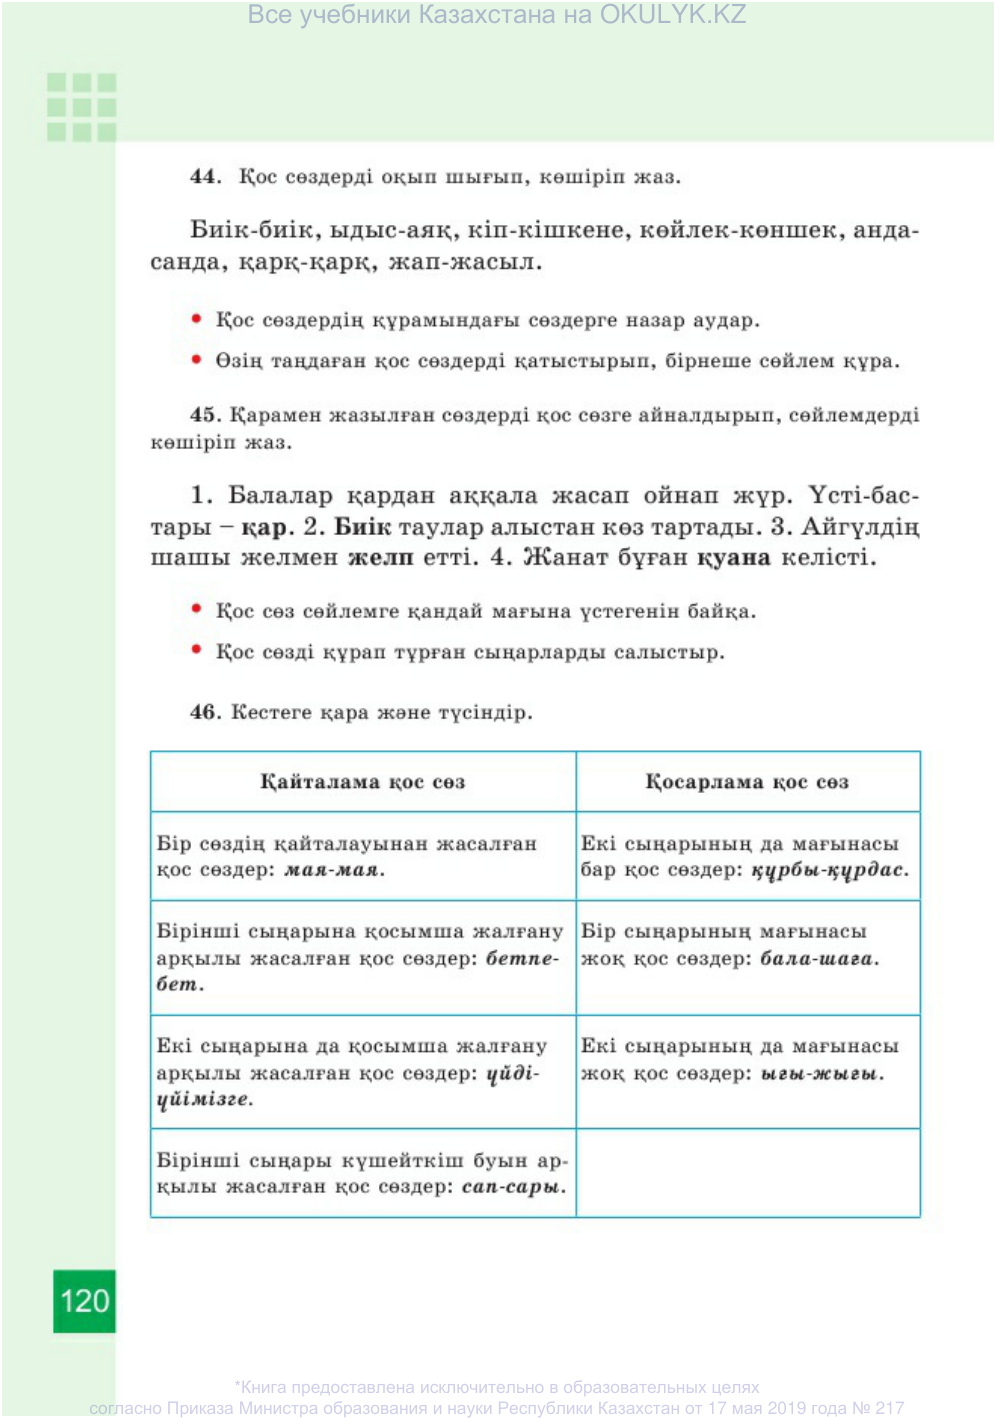 Все учебники Казахстана на OKULYK.KZ
44. Қос сөздерді оқып шығып, көшіріп жаз.
Биік-биік, ыдыс-аяқ, кіп-кішкене, көйлек-көншек, анда-
санда, қарқ-қарқ, жап-жасыл.
• Қос сөздердің құрамындағы сөздерге назар аудар.
• Өзің таңдаған қос сөздерді қатыстырып, бірнеше сөйлем құра.
45. Қарамен жазылған сөздерді қос сөзге айналдырып, сөйлемдерді
көшіріп жаз.
1. Балалар қардан аққала жасап ойнап жүр. Үсті-бас-
тары – қар. 2. Биік таулар алыстан көз тартады. 3. Айгүлдің
шашы желмен желп етті. 4. Жанат бұған қуана келісті.
• Қос сөз сөйлемге қандай мағына үстегенін байқа.
• Қос сөзді құрап тұрған сыңарларды салыстыр.
46. Кестеге қара және түсіндір.
Қайталама қос сөз
Қосарлама қос сөз
Бір сөздің қайталауынан жасалған
қос сөздер: мая-мая.
Екі сыңарының да мағынасы
бар қос сөздер: құрбы-құрдас.
Бірінші сыңарына қосымша жалғану
арқылы жасалған қос сөздер: бетпе-
бет.
Бір сыңарының мағынасы
жоқ қос сөздер: бала-шаға.
Екі сыңарына да қосымша жалғану
арқылы жасалған қос сөздер: үйді-
үйімізге.
Екі сыңарының да мағынасы
жоқ қос сөздер: ығы-жығы.
Бірінші сыңары күшейткіш буын ар-
қылы жасалған қос сөздер: сап-сары.
120
*Книга предоставлена исключительно в образовательных целях
согласно Приказа Министра образования и науки Республики Казахстан от 17 мая 2019 года № 217